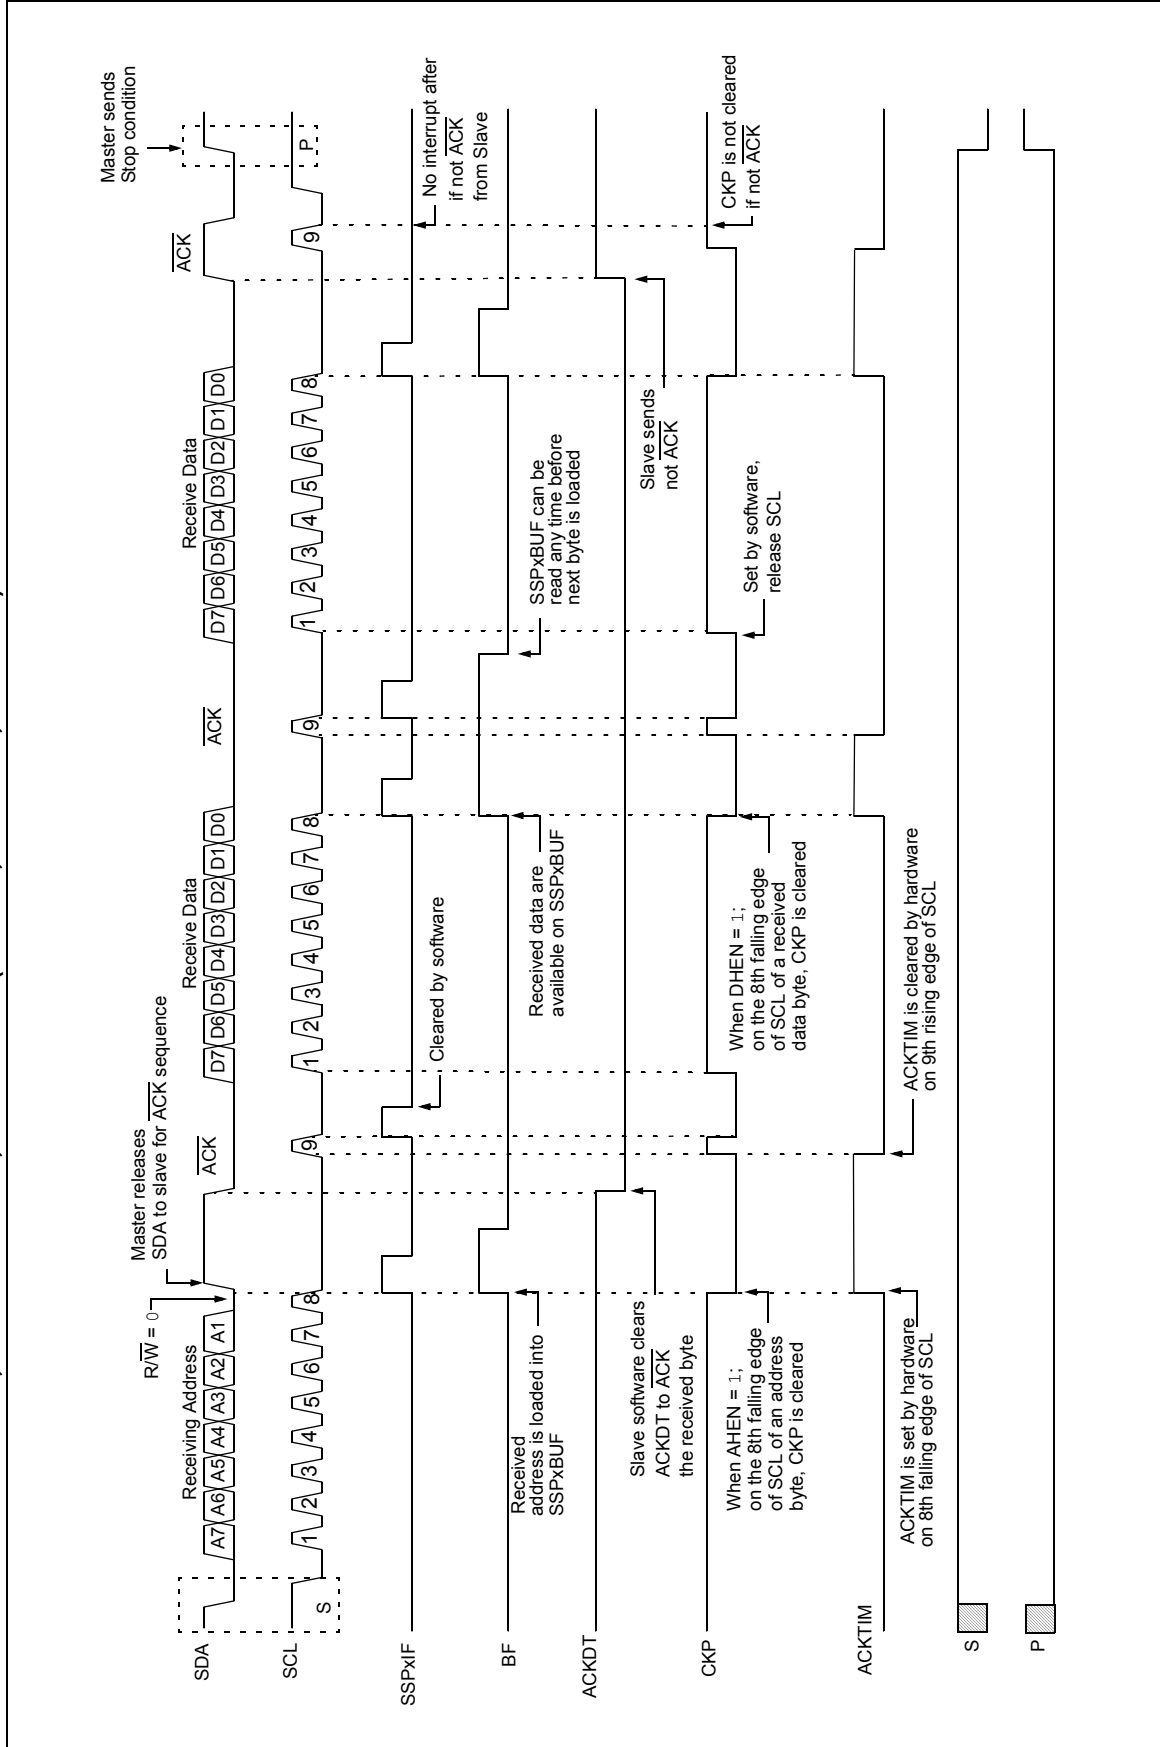 Master sends
Stop condition
Master releases
SDA to slave for ACK sequence
R/W = 0
Receiving Address
ACK
Receive Data
ACK
Receive Data
ACK
SDA
A7 A6 A5 A4 A3 A2 A1
D7 D6 D5 D4 D3 D2 D1 D0
D7 D6 D5 D4 D3 D2 D1 D0
SCL
S
1 2 3 4 5 6 7 8 9
1 2 3 4 5 6 7 8 9
1 2 3 4 5 6 7 8 9
P
SSPxIF
Cleared by software
No interrupt after
if not ACK
from Slave
BF
Received
address is loaded into
SSPxBUF
Received data are
available on SSPxBUF
SSPxBUF can be
read any time before
next byte is loaded
ACKDT
Slave software clears
ACKDT to ACK
the received byte
Slave sends
not ACK
CKP
When AHEN = 1;
on the 8th falling edge
of SCL of an address
byte, CKP is cleared
When DHEN = 1;
on the 8th falling edge
of SCL of a received
data byte, CKP is cleared
Set by software,
release SCL
CKP is not cleared
if not ACK
ACKTIM
ACKTIM is set by hardware
on 8th falling edge of SCL
ACKTIM is cleared by hardware
on 9th rising edge of SCL
S
P